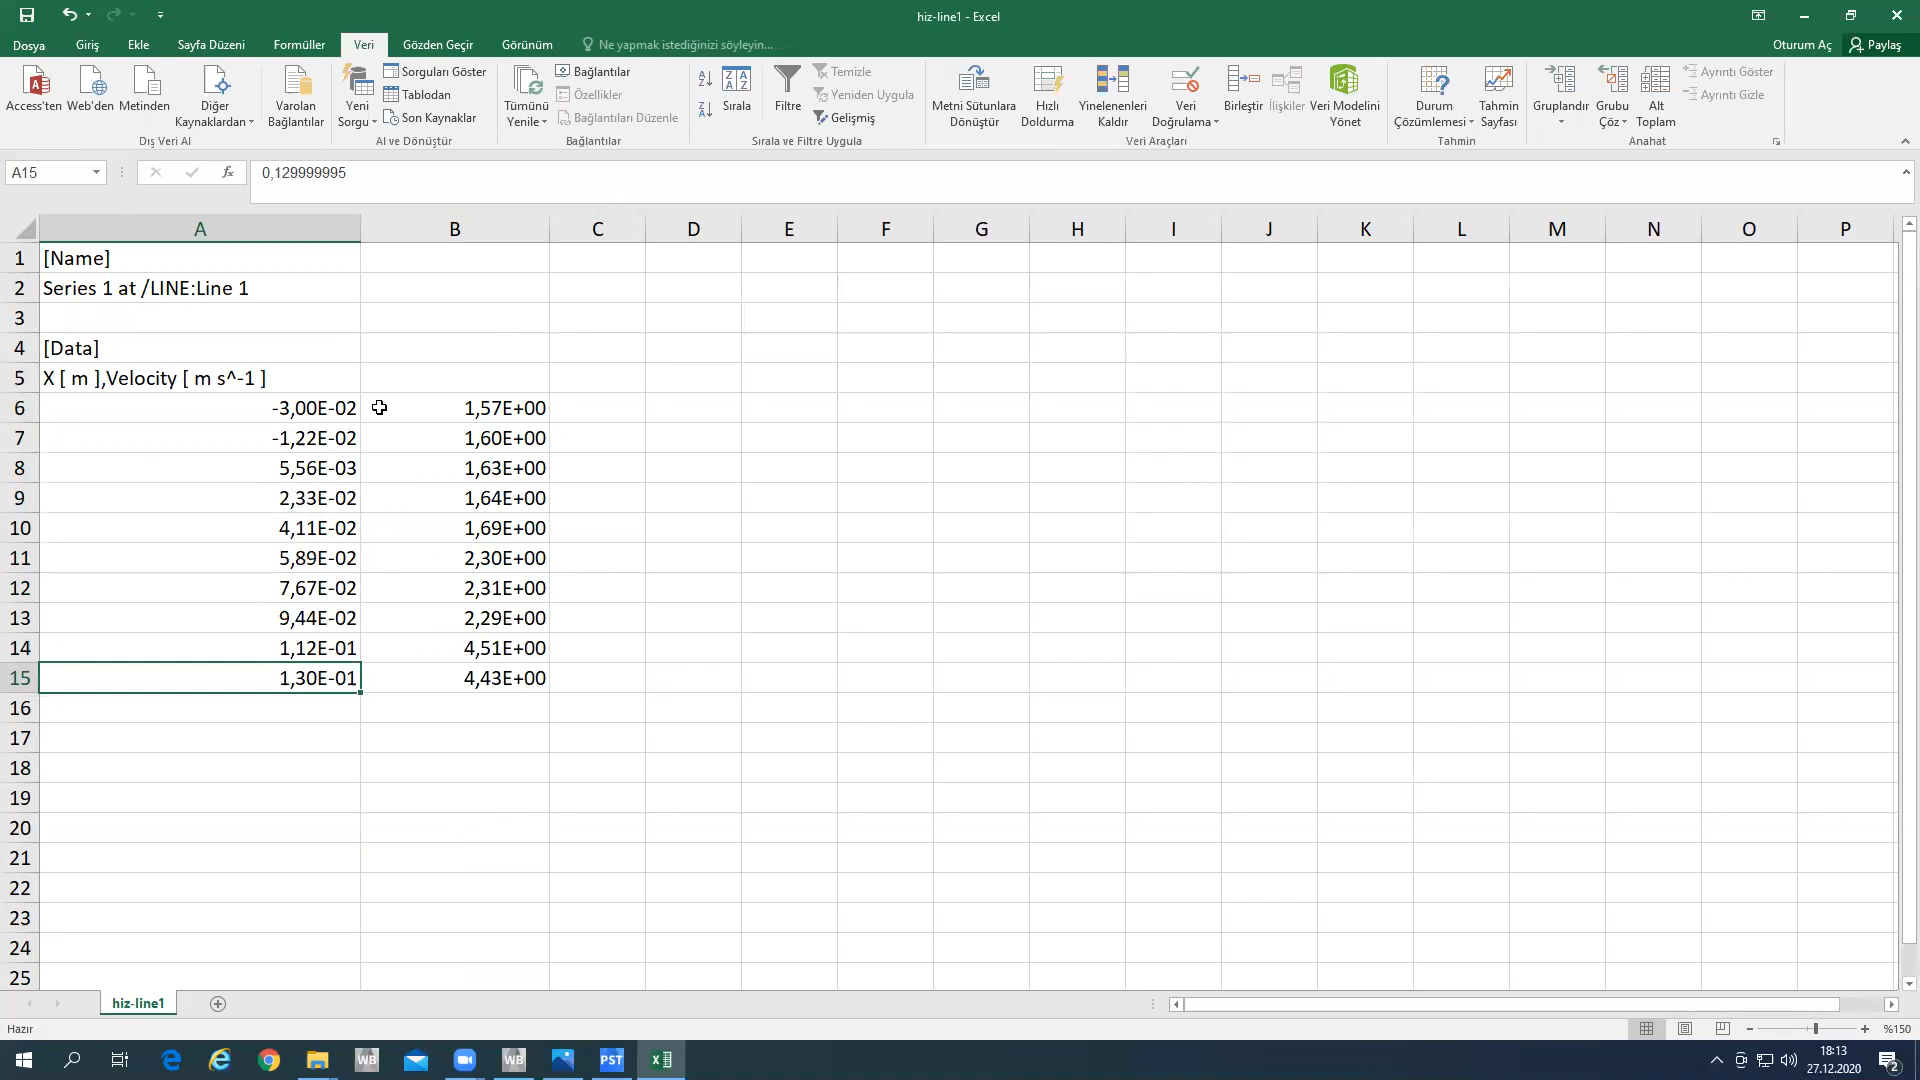 hiz-line1 - Excel
Dosya Giriş Ekle Sayfa Düzeni Formüller Veri Gözden Geçir Görünüm Ne yapmak istediğinizi söyleyin... Oturum Aç Paylaş
Access'ten Web'den Metinden Diğer Kaynaklardan Varolan Bağlantılar
Dış Veri Al
Yeni Sorgu Sorguları Göster
Tablodan
Son Kaynaklar
Al ve Dönüştür
Tümünü Yenile Bağlantılar
Özellikler
Bağlantıları Düzenle
Bağlantılar
Sırala Filtre Temizle
Yeniden Uygula
Gelişmiş
Sırala ve Filtre Uygula
Metni Sütunlara Dönüştür Hızlı Doldurma Yinelenenleri Kaldır Veri Doğrulama Birleştir İlişkiler Veri Modelini Yönet
Veri Araçları
Durum Çözümlemesi Tahmin Sayfası
Tahmin
Gruplandır Grubu Çöz Alt Toplam Ayrıntı Göster
Ayrıntı Gizle
Anahat
A15 fx 0,129999995
A B C D E F G H I J K L M N O P
1 [Name]
2 Series 1 at /LINE:Line 1
3
4 [Data]
5 X [ m ],Velocity [ m s^-1 ]
6 -3,00E-02 1,57E+00
7 -1,22E-02 1,60E+00
8 5,56E-03 1,63E+00
9 2,33E-02 1,64E+00
10 4,11E-02 1,69E+00
11 5,89E-02 2,30E+00
12 7,67E-02 2,31E+00
13 9,44E-02 2,29E+00
14 1,12E-01 4,51E+00
15 1,30E-01 4,43E+00
16
17
18
19
20
21
22
23
24
25
hiz-line1
Hazır %150
WB WB PST 18:13
27.12.2020 2